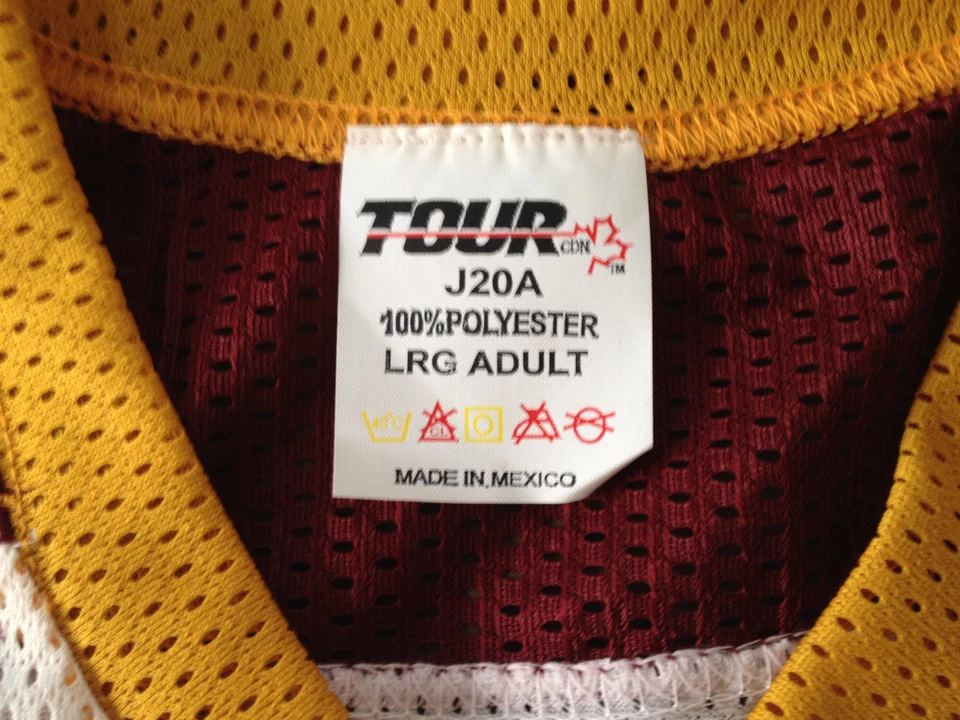 TOUR CDN TM
J20A
100%POLYESTER
LRG ADULT
40°C CL
MADE IN MEXICO